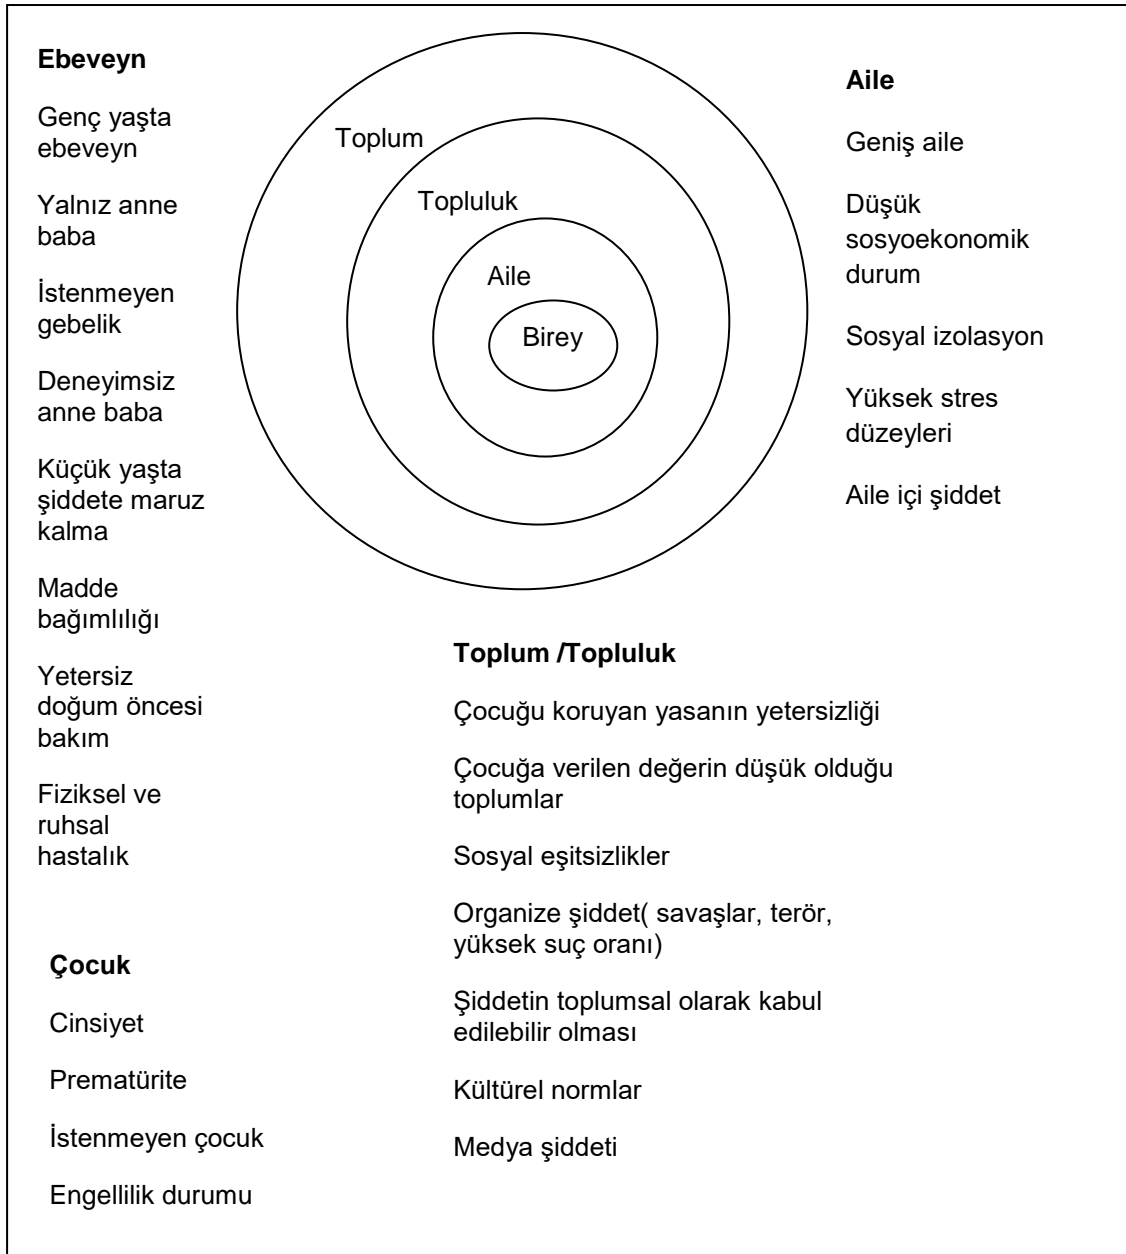 Ebeveyn
Genç yaşta
ebeveyn
Yalnız anne
baba
İstenmeyen
gebelik
Deneyimsiz
anne baba
Küçük yaşta
şiddete maruz
kalma
Madde
bağımlılığı
Yetersiz
doğum öncesi
bakım
Fiziksel ve
ruhsal
hastalık
Çocuk
Cinsiyet
Prematürite
İstenmeyen çocuk
Engellilik durumu
Toplum
Topluluk
Aile
Birey
Aile
Geniş aile
Düşük
sosyoekonomik
durum
Sosyal izolasyon
Yüksek stres
düzeyleri
Aile içi şiddet
Toplum /Topluluk
Çocuğu koruyan yasanın yetersizliği
Çocuğa verilen değerin düşük olduğu
toplumlar
Sosyal eşitsizlikler
Organize şiddet( savaşlar, terör,
yüksek suç oranı)
Şiddetin toplumsal olarak kabul
edilebilir olması
Kültürel normlar
Medya şiddeti